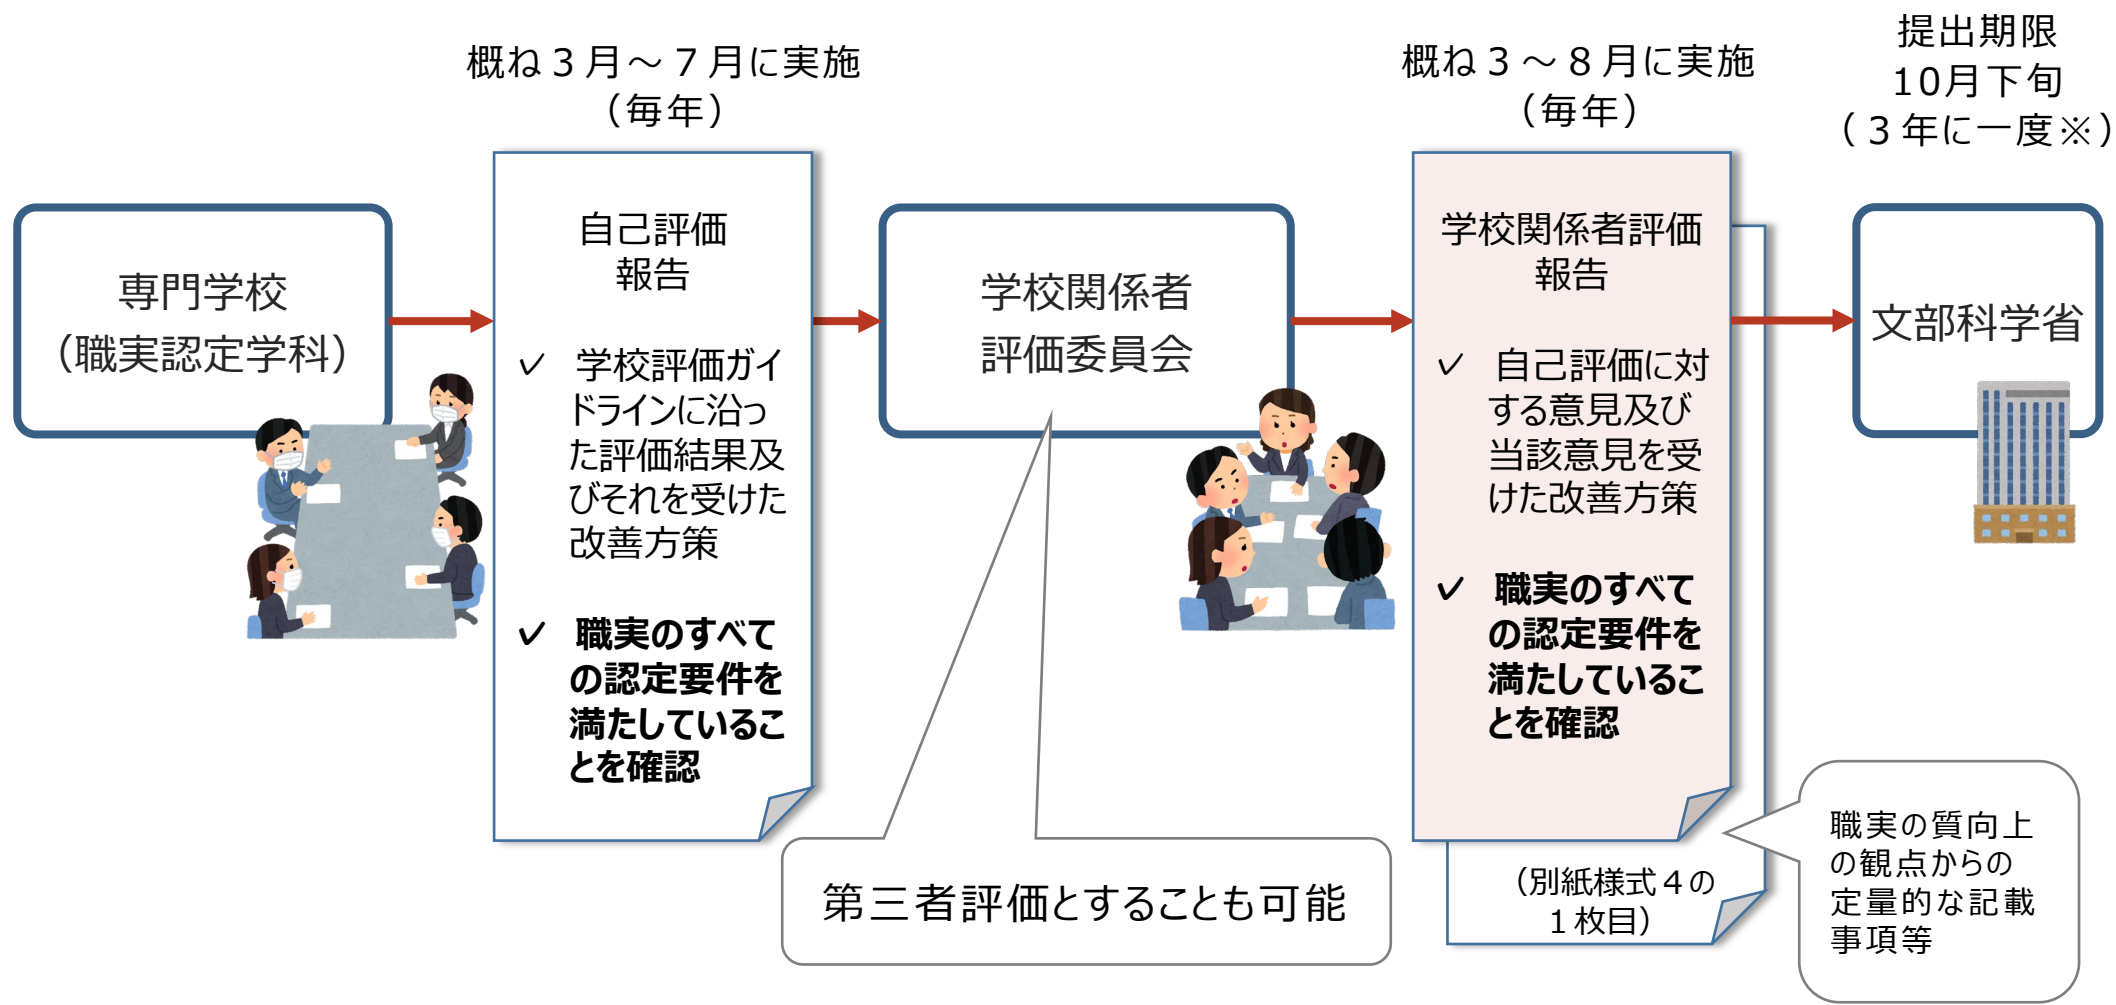 概ね３月～７月に実施
（毎年）
概ね３～８月に実施
（毎年）
提出期限
10月下旬
（３年に一度※）
専門学校
（職実認定学科）
自己評価
報告
✓ 学校評価ガイ
ドラインに沿っ
た評価結果及
びそれを受けた
改善方策
✓ 職実のすべて
の認定要件を
満たしているこ
とを確認
学校関係者
評価委員会
第三者評価とすることも可能
学校関係者評価
報告
✓ 自己評価に対
する意見及び
当該意見を受
けた改善方策
✓ 職実のすべて
の認定要件を
満たしているこ
とを確認
（別紙様式４の
１枚目）
職実の質向上
の観点からの
定量的な記載
事項等
文部科学省